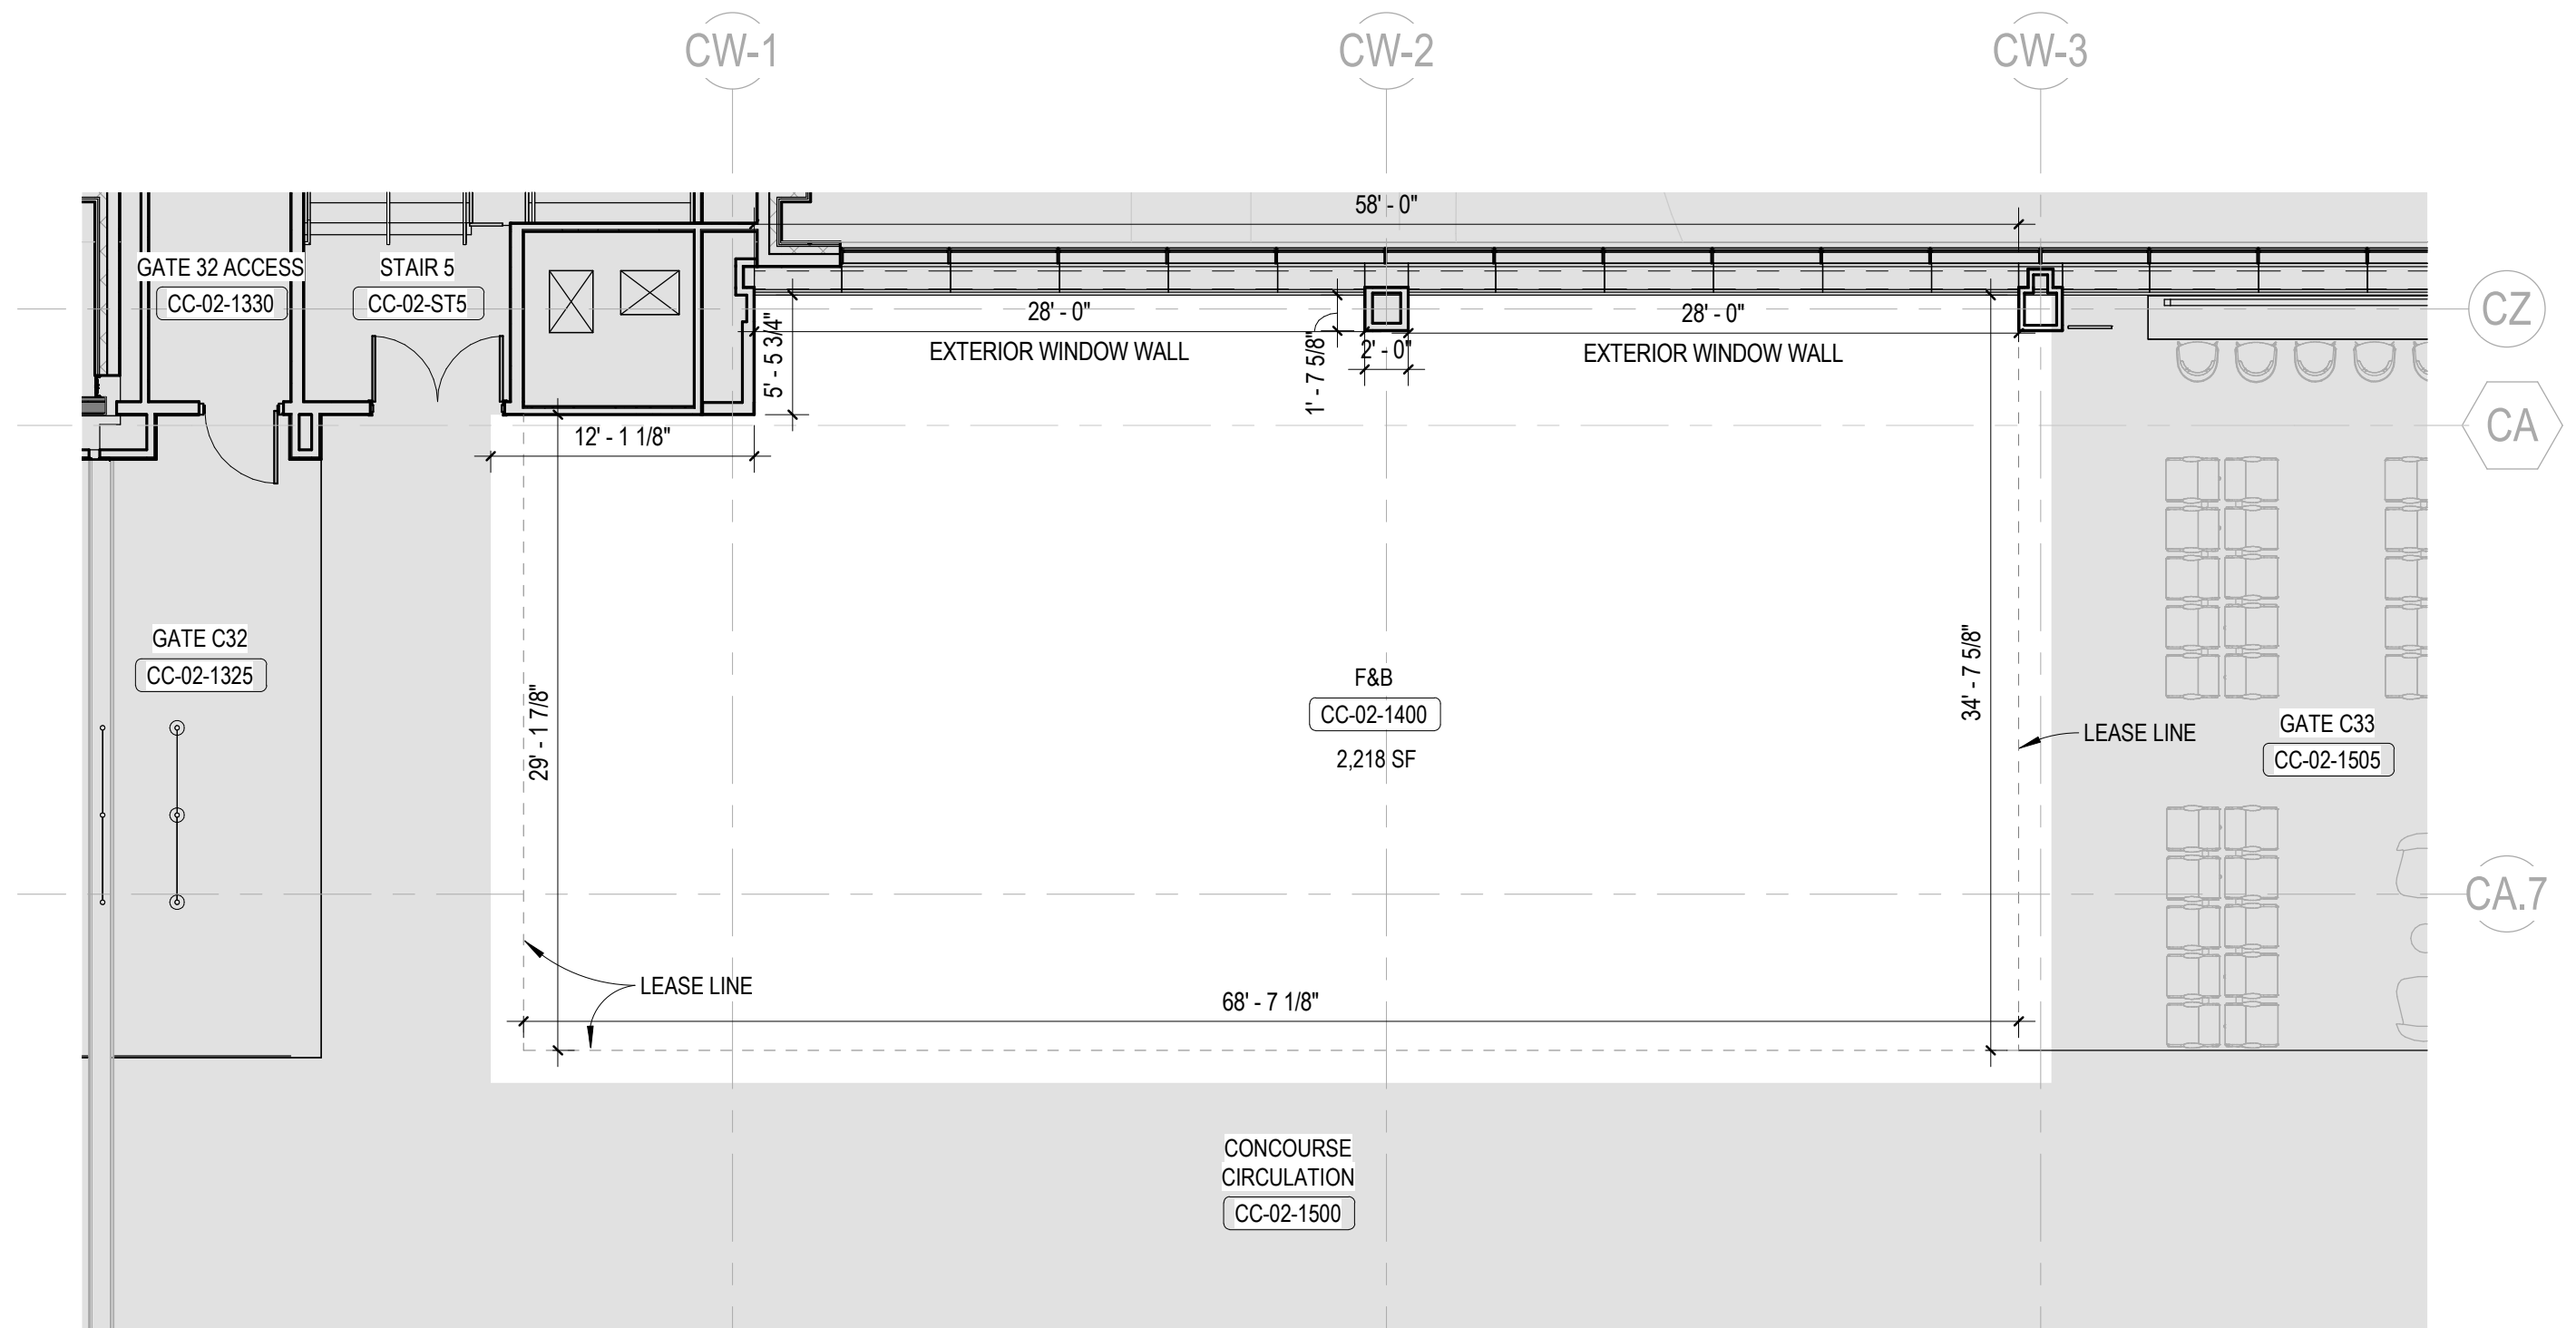 CW-1
CW-2
CW-3
58' - 0"
GATE 32 ACCESS
CC-02-1330
STAIR 5
CC-02-ST5
28' - 0"
28' - 0"
CZ
EXTERIOR WINDOW WALL
EXTERIOR WINDOW WALL
5' - 5 3/4"
1' - 7 5/8"
2' - 0"
12' - 1 1/8"
CA
GATE C32
CC-02-1325
29' - 1 7/8"
F&B
CC-02-1400
2,218 SF
34' - 7 5/8"
LEASE LINE
GATE C33
CC-02-1505
CA.7
LEASE LINE
68' - 7 1/8"
CONCOURSE
CIRCULATION
CC-02-1500